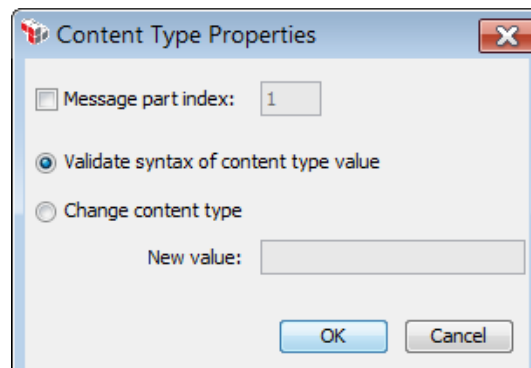 Content Type Properties
Message part index: 1
Validate syntax of content type value
Change content type
New value:
OK Cancel